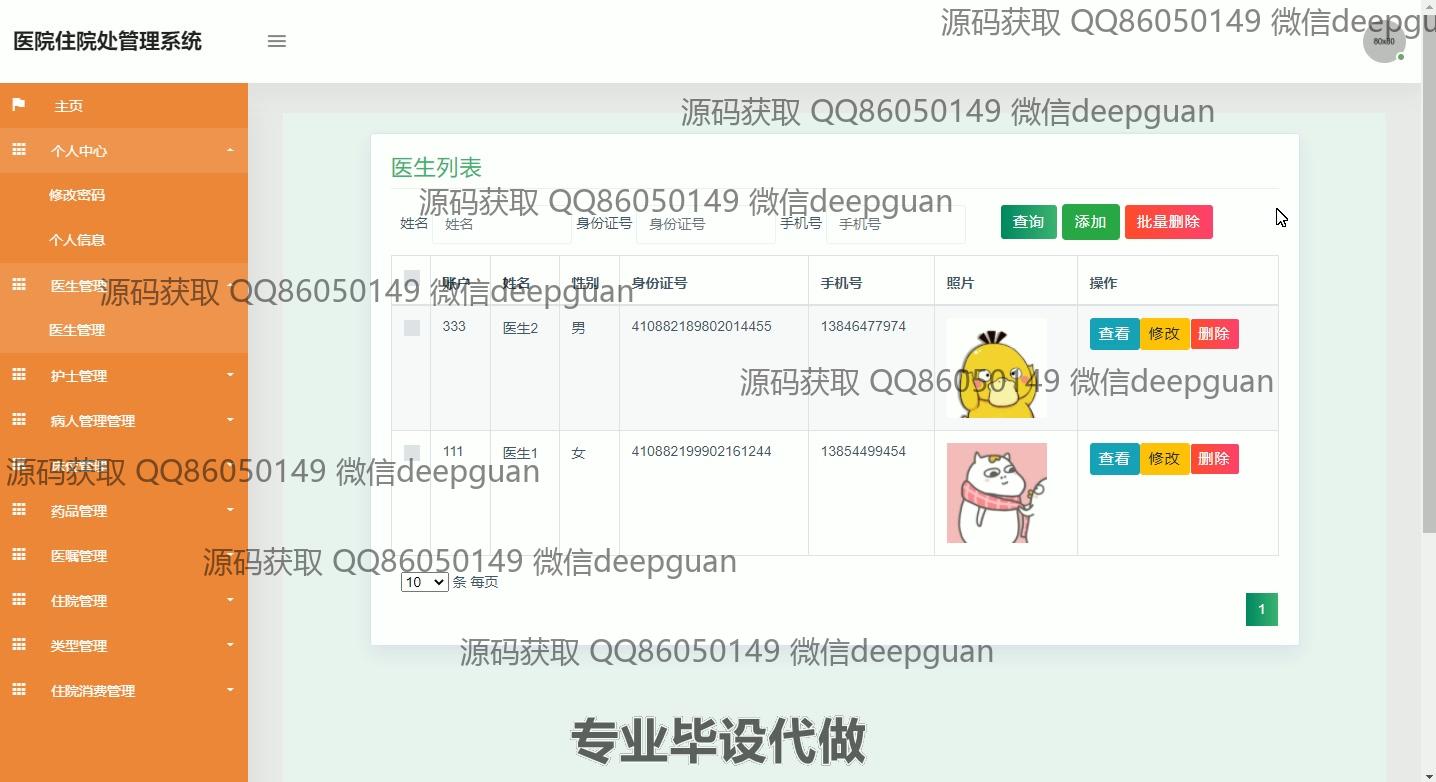 医院住院处管理系统
源码获取 QQ86050149 微信deepgu
80x80
主页
源码获取 QQ86050149 微信deepguan
个人中心
医生列表
修改密码
源码获取 QQ86050149 微信deepguan
姓名 姓名 身份证号 身份证号 手机号 手机号 查询 添加 批量删除
个人信息
医生管理
源码获取 QQ86050149 微信deepguan
账户 姓名 性别 身份证号 手机号 照片 操作
医生管理
333 医生2 男 410882189802014455 13846477974 查看 修改 删除
护士管理
源码获取 QQ86050149 微信deepguan
病人管理管理
111 医生1 女 410882199902161244 13854499454 查看 修改 删除
源码获取 QQ86050149 微信deepguan
药品管理
医嘱管理
源码获取 QQ86050149 微信deepguan
10 条 每页
住院管理
1
类型管理
源码获取 QQ86050149 微信deepguan
住院消费管理
专业毕设代做